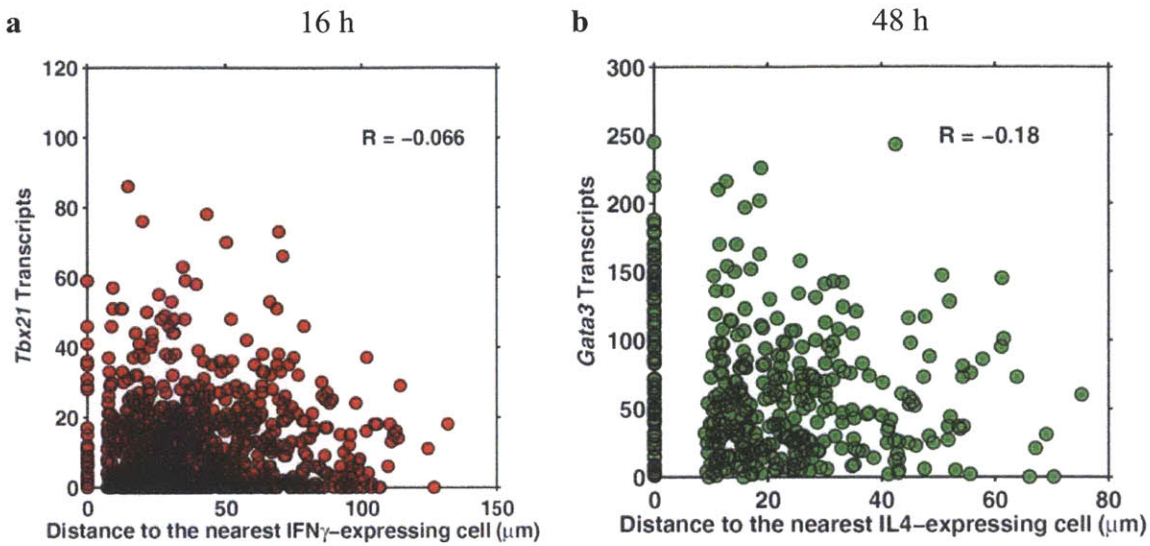 a
16 h
120
100
80
60
40
20
0
Tbx21 Transcripts
R = −0.066
0
50
100
150
Distance to the nearest IFNγ−expressing cell (μm)
b
48 h
300
250
200
150
100
50
0
Gata3 Transcripts
R = −0.18
0
20
40
60
80
Distance to the nearest IL4−expressing cell (μm)